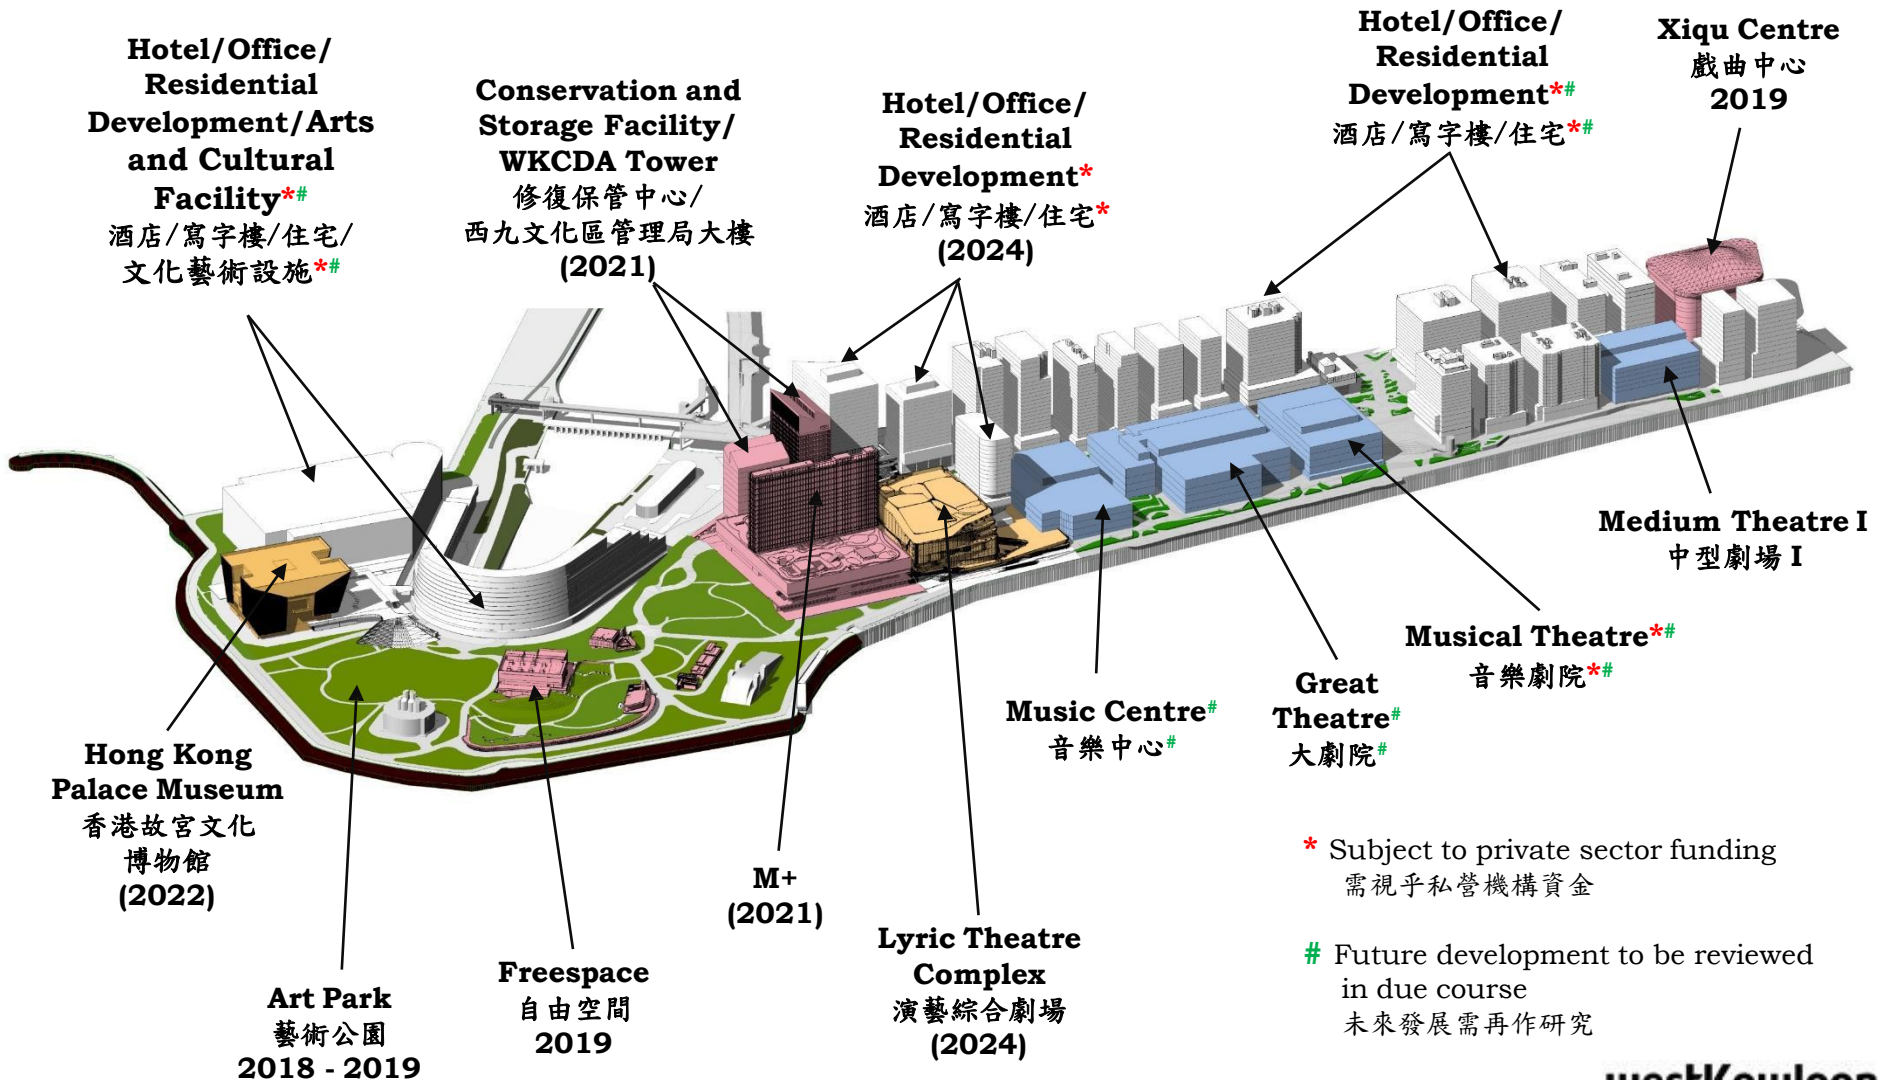 Hotel/Office/
Residential
Development/Arts
and Cultural
Facility*#
酒店/寫字樓/住宅/
文化藝術設施*#
Conservation and
Storage Facility/
WKCDA Tower
修復保管中心/
西九文化區管理局大樓
(2021)
Hotel/Office/
Residential
Development*
酒店/寫字樓/住宅*
(2024)
Hotel/Office/
Residential
Development*#
酒店/寫字樓/住宅*#
Xiqu Centre
戲曲中心
2019
Medium Theatre I
中型劇場 I
Musical Theatre*#
音樂劇院*#
Great
Theatre#
大劇院#
Music Centre#
音樂中心#
Hong Kong
Palace Museum
香港故宮文化
博物館
(2022)
Art Park
藝術公園
2018 - 2019
Freespace
自由空間
2019
M+
(2021)
Lyric Theatre
Complex
演藝綜合劇場
(2024)
* Subject to private sector funding
需視乎私營機構資金
# Future development to be reviewed
in due course
未來發展需再作研究
westKowloon